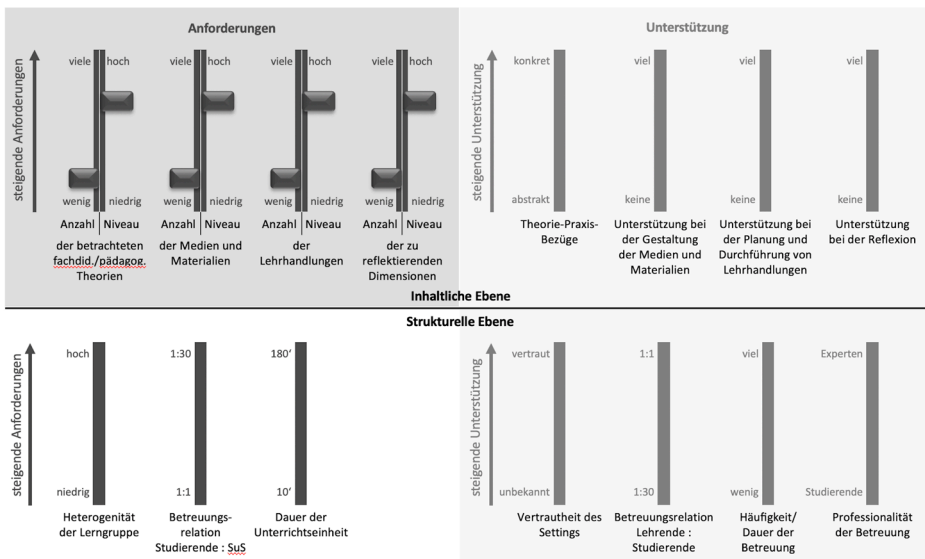 Anforderungen
steigende Anforderungen
viele hoch
wenig niedrig
Anzahl Niveau
der betrachteten
fachdid./pädagog.
Theorien
viele hoch
wenig niedrig
Anzahl Niveau
der Medien und
Materialien
viele hoch
wenig niedrig
Anzahl Niveau
der
Lehrhandlungen
viele hoch
wenig niedrig
Anzahl Niveau
der zu
reflektierenden
Dimensionen
Unterstützung
steigende Unterstützung
konkret
abstrakt
Theorie-Praxis-
Bezüge
viel
keine
Unterstützung bei
der Gestaltung
der Medien und
Materialien
viel
keine
Unterstützung bei
der Planung und
Durchführung von
Lehrhandlungen
viel
keine
Unterstützung
bei der Reflexion
Inhaltliche Ebene
Strukturelle Ebene
steigende Anforderungen
hoch
niedrig
Heterogenität
der Lerngruppe
1:30
1:1
Betreuungs-
relation
Studierende : SuS
180‘
10‘
Dauer der
Unterrichtseinheit
steigende Unterstützung
vertraut
unbekannt
Vertrautheit des
Settings
1:1
1:30
Betreuungsrelation
Lehrende :
Studierende
viel
wenig
Häufigkeit/
Dauer der
Betreuung
Experten
Studierende
Professionalität
der Betreuung